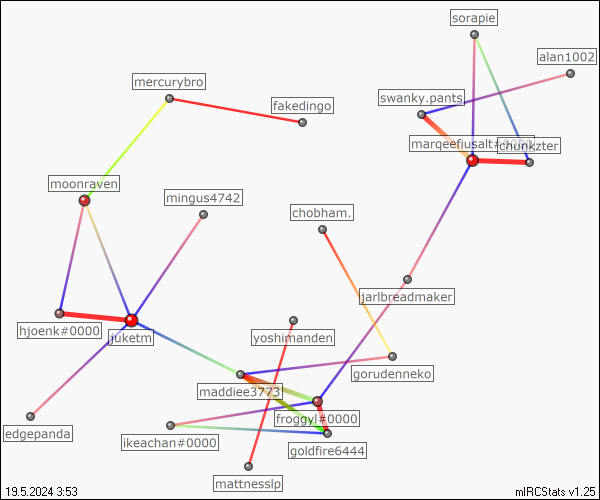 sorapie
alan1002
mercurybro
swanky.pants
fakedingo
marqeefiusalt#0000
chunkzter
moonraven
mingus4742
chobham.
jarlbreadmaker
hjoenk#0000
juketm
yoshimanden
gorudenneko
maddiee3773
froggyl#0000
edgepanda
ikeachan#0000
goldfire6444
mattnesslp
19.5.2024 3:53
mIRCStats v1.25